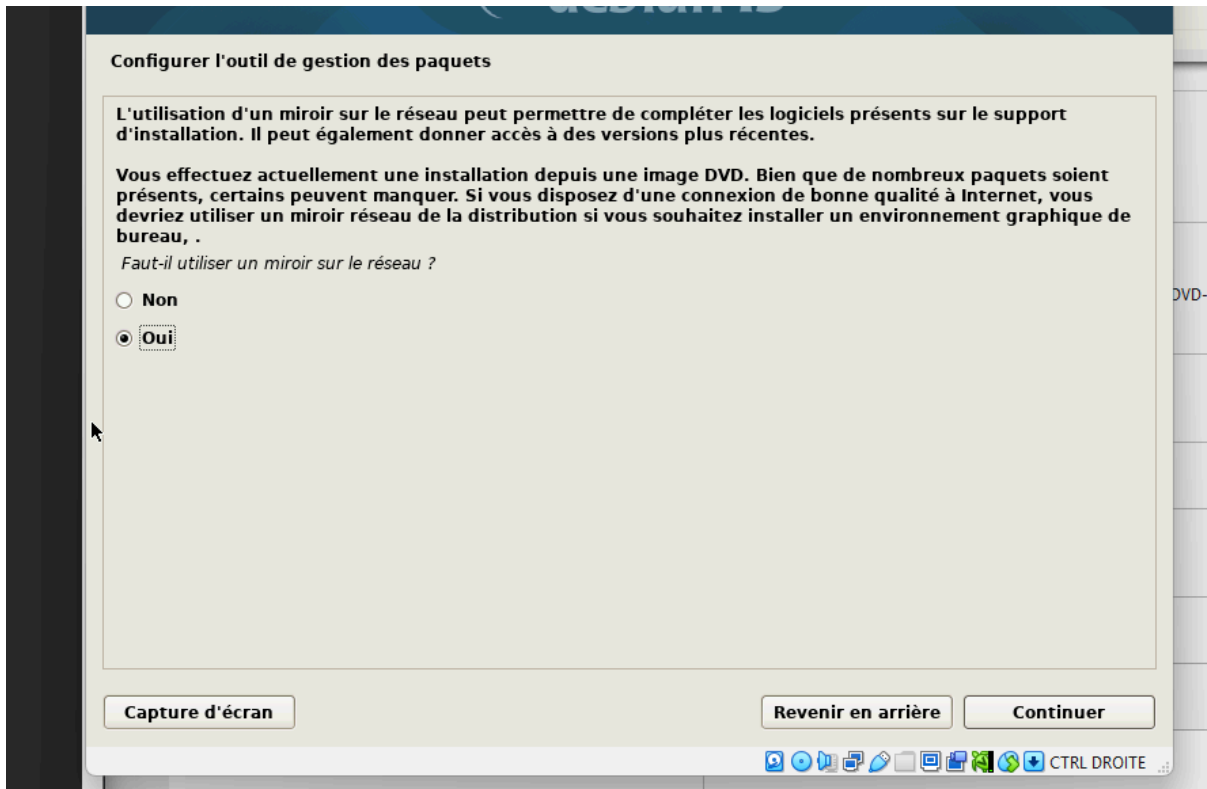 Configurer l'outil de gestion des paquets
L'utilisation d'un miroir sur le réseau peut permettre de compléter les logiciels présents sur le support
d'installation. Il peut également donner accès à des versions plus récentes.
Vous effectuez actuellement une installation depuis une image DVD. Bien que de nombreux paquets soient
présents, certains peuvent manquer. Si vous disposez d'une connexion de bonne qualité à Internet, vous
devriez utiliser un miroir réseau de la distribution si vous souhaitez installer un environnement graphique de
bureau, .
Faut-il utiliser un miroir sur le réseau ?
Non
DVD-
Oui
Capture d'écran
Revenir en arrière
Continuer
CTRL DROITE